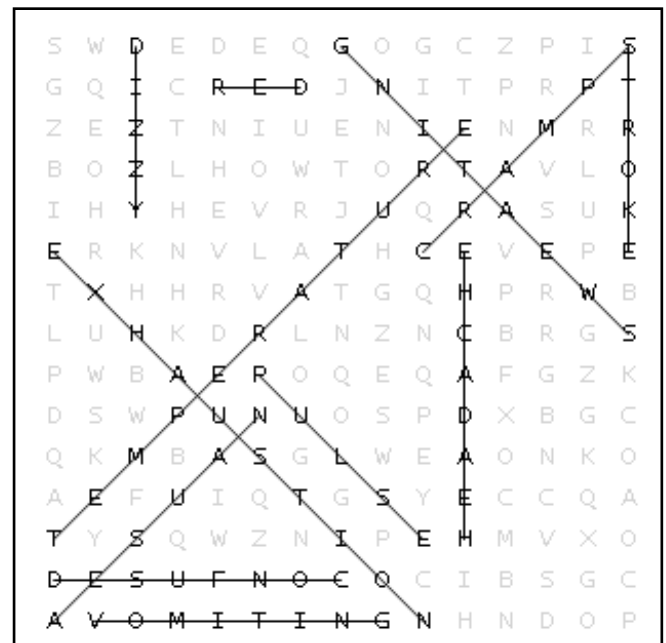 S W D E D E Q G O G C Z P I S
G Q I C R E D J N I T P R P T
Z E Z T N I U E N I E N M R R
B O Z L H O W T O R T A V L O
I H Y H E V R J U Q R A S U K
E R K N V L A T H C E V E P E
T X H H R V A T G Q H P R W B
L U H K D R L N Z N C B R G S
P W B A E R O Q E Q A F G Z K
D S W P U N U O S P D X B G C
Q K M B A S G L W E A O N K O
A E F U I Q T G S Y E C C Q A
T Y S Q W Z N I P E H M V X O
D E S U F N O C O C I B S G C
A V O M I T I N G N H N D O P